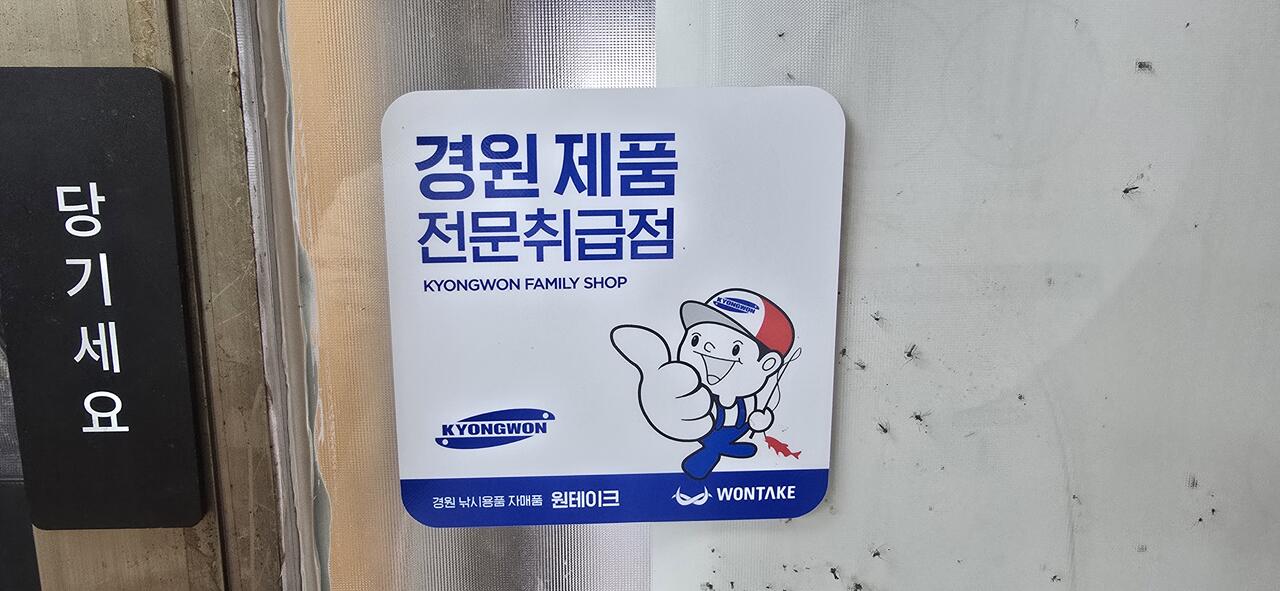 당기세요
경원 제품
전문취급점
KYONGWON FAMILY SHOP
KYONGWON
KYONGWON
경원 낚시용품 자매품 원테이크
WONTAKE